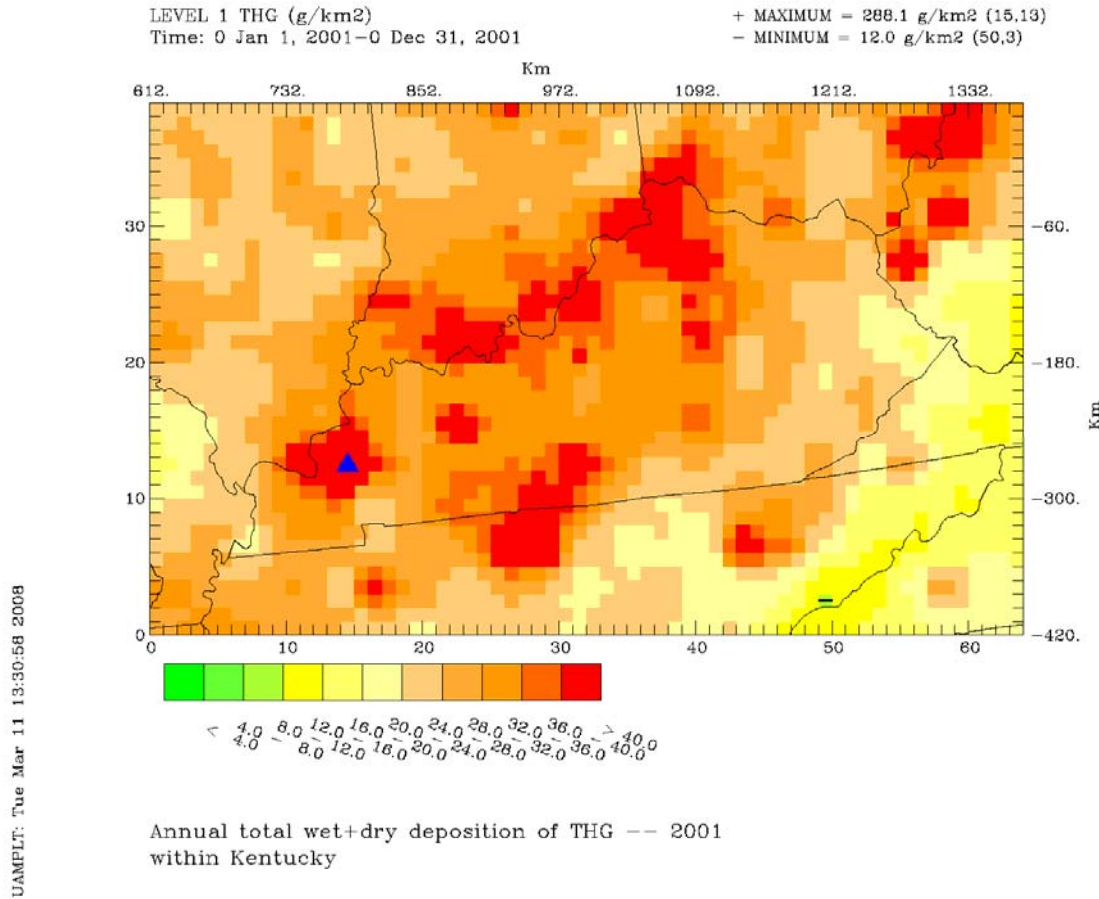 LEVEL 1 THG (g/km2)
Time: 0 Jan 1, 2001-0 Dec 31, 2001
+ MAXIMUM = 288.1 g/km2 (15,13)
- MINIMUM = 12.0 g/km2 (50,3)
Km
612. 732. 852. 972. 1092. 1212. 1332.
30 -60.
Km
20 -180.
10 -300.
0 -420.
0 10 20 30 40 50 60
< 4.0
4.0 - 8.0
8.0 - 12.0
12.0 - 16.0
16.0 - 20.0
20.0 - 24.0
24.0 - 28.0
28.0 - 32.0
32.0 - 36.0
36.0 - 40.0
> 40.0
Annual total wet+dry deposition of THG -- 2001
within Kentucky
UAMPLT: Tue Mar 11 13:30:58 2008